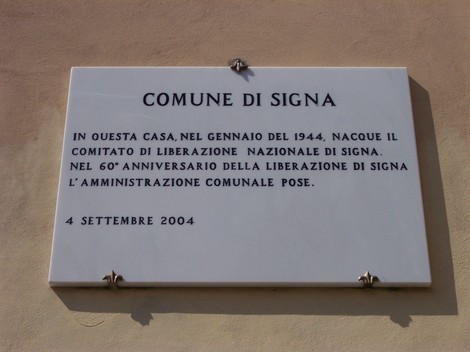 COMUNE DI SIGNA
IN QUESTA CASA, NEL GENNAIO DEL 1944, NACQUE IL
COMITATO DI LIBERAZIONE NAZIONALE DI SIGNA.
NEL 60° ANNIVERSARIO DELLA LIBERAZIONE DI SIGNA
L'AMMINISTRAZIONE COMUNALE POSE.
4 SETTEMBRE 2004